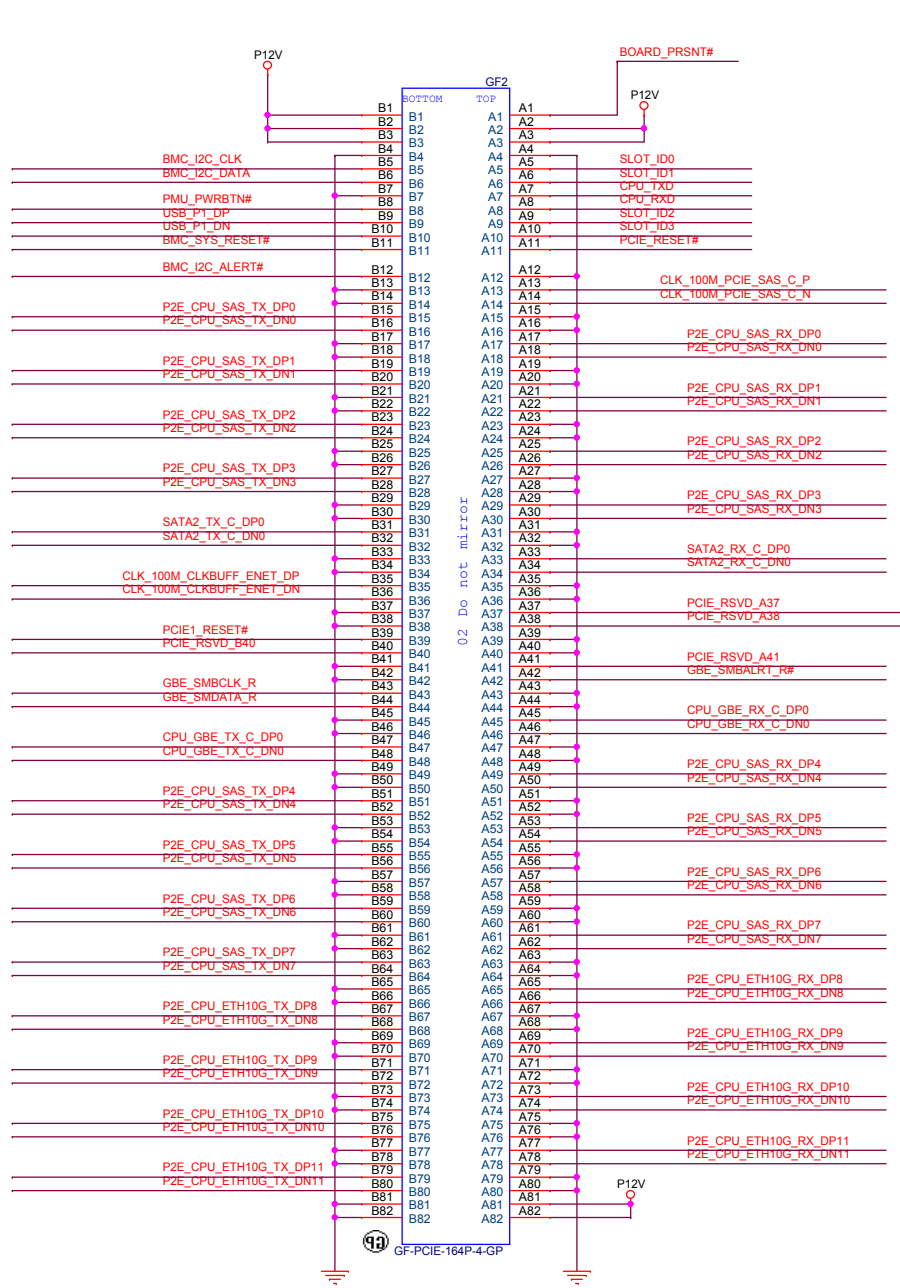 BOARD_PRSNT#
P12V
GF2
P12V
BOTTOM TOP
B1 B1 A1 A1
B2 B2 A2 A2
B3 B3 A3 A3
B4 B4 A4 A4
BMC_I2C_CLK B5 B5 A5 A5 SLOT_ID0
BMC_I2C_DATA B6 B6 A6 A6 SLOT_ID1
B7 B7 A7 A7 CPU_TXD
PMU_PWRBTN# B8 B8 A8 A8 CPU_RXD
USB_P1_DP B9 B9 A9 A9 SLOT_ID2
USB_P1_DN B10 B10 A10 A10 SLOT_ID3
BMC_SYS_RESET# B11 B11 A11 A11 PCIE_RESET#
BMC_I2C_ALERT# B12 B12 A12 A12
B13 B13 A13 A13 CLK_100M_PCIE_SAS_C_P
B14 B14 A14 A14 CLK_100M_PCIE_SAS_C_N
P2E_CPU_SAS_TX_DP0 B15 B15 A15 A15
P2E_CPU_SAS_TX_DN0 B16 B16 A16 A16
B17 B17 A17 A17 P2E_CPU_SAS_RX_DP0
B18 B18 A18 A18 P2E_CPU_SAS_RX_DN0
P2E_CPU_SAS_TX_DP1 B19 B19 A19 A19
P2E_CPU_SAS_TX_DN1 B20 B20 A20 A20
B21 B21 A21 A21 P2E_CPU_SAS_RX_DP1
B22 B22 A22 A22 P2E_CPU_SAS_RX_DN1
P2E_CPU_SAS_TX_DP2 B23 B23 A23 A23
P2E_CPU_SAS_TX_DN2 B24 B24 A24 A24
B25 B25 A25 A25 P2E_CPU_SAS_RX_DP2
B26 B26 A26 A26 P2E_CPU_SAS_RX_DN2
P2E_CPU_SAS_TX_DP3 B27 B27 A27 A27
P2E_CPU_SAS_TX_DN3 B28 B28 A28 A28
B29 B29 A29 A29 P2E_CPU_SAS_RX_DP3
B30 B30 A30 A30 P2E_CPU_SAS_RX_DN3
SATA2_TX_C_DP0 B31 B31 A31 A31
SATA2_TX_C_DN0 B32 B32 A32 A32
B33 B33 A33 A33 SATA2_RX_C_DP0
B34 B34 A34 A34 SATA2_RX_C_DN0
CLK_100M_CLKBUFF_ENET_DP B35 B35 A35 A35
CLK_100M_CLKBUFF_ENET_DN B36 B36 A36 A36
B37 B37 A37 A37 PCIE_RSVD_A37
B38 B38 A38 A38 PCIE_RSVD_A38
PCIE1_RESET# B39 B39 A39 A39
PCIE_RSVD_B40 B40 B40 A40 A40
B41 B41 A41 A41 PCIE_RSVD_A41
B42 B42 A42 A42 GBE_SMBALRT_R#
GBE_SMBCLK_R B43 B43 A43 A43
GBE_SMDATA_R B44 B44 A44 A44
B45 B45 A45 A45 CPU_GBE_RX_C_DP0
B46 B46 A46 A46 CPU_GBE_RX_C_DN0
CPU_GBE_TX_C_DP0 B47 B47 A47 A47
CPU_GBE_TX_C_DN0 B48 B48 A48 A48
B49 B49 A49 A49 P2E_CPU_SAS_RX_DP4
B50 B50 A50 A50 P2E_CPU_SAS_RX_DN4
P2E_CPU_SAS_TX_DP4 B51 B51 A51 A51
P2E_CPU_SAS_TX_DN4 B52 B52 A52 A52
B53 B53 A53 A53 P2E_CPU_SAS_RX_DP5
B54 B54 A54 A54 P2E_CPU_SAS_RX_DN5
P2E_CPU_SAS_TX_DP5 B55 B55 A55 A55
P2E_CPU_SAS_TX_DN5 B56 B56 A56 A56
B57 B57 A57 A57 P2E_CPU_SAS_RX_DP6
B58 B58 A58 A58 P2E_CPU_SAS_RX_DN6
P2E_CPU_SAS_TX_DP6 B59 B59 A59 A59
P2E_CPU_SAS_TX_DN6 B60 B60 A60 A60
B61 B61 A61 A61 P2E_CPU_SAS_RX_DP7
B62 B62 A62 A62 P2E_CPU_SAS_RX_DN7
P2E_CPU_SAS_TX_DP7 B63 B63 A63 A63
P2E_CPU_SAS_TX_DN7 B64 B64 A64 A64
B65 B65 A65 A65 P2E_CPU_ETH10G_RX_DP8
B66 B66 A66 A66 P2E_CPU_ETH10G_RX_DN8
P2E_CPU_ETH10G_TX_DP8 B67 B67 A67 A67
P2E_CPU_ETH10G_TX_DN8 B68 B68 A68 A68
B69 B69 A69 A69 P2E_CPU_ETH10G_RX_DP9
B70 B70 A70 A70 P2E_CPU_ETH10G_RX_DN9
P2E_CPU_ETH10G_TX_DP9 B71 B71 A71 A71
P2E_CPU_ETH10G_TX_DN9 B72 B72 A72 A72
B73 B73 A73 A73 P2E_CPU_ETH10G_RX_DP10
B74 B74 A74 A74 P2E_CPU_ETH10G_RX_DN10
P2E_CPU_ETH10G_TX_DP10 B75 B75 A75 A75
P2E_CPU_ETH10G_TX_DN10 B76 B76 A76 A76
B77 B77 A77 A77 P2E_CPU_ETH10G_RX_DP11
B78 B78 A78 A78 P2E_CPU_ETH10G_RX_DN11
P2E_CPU_ETH10G_TX_DP11 B79 B79 A79 A79
P2E_CPU_ETH10G_TX_DN11 B80 B80 A80 A80
P12V
B81 B81 A81 A81
B82 B82 A82 A82
02 Do not mirror
GP
GF-PCIE-164P-4-GP